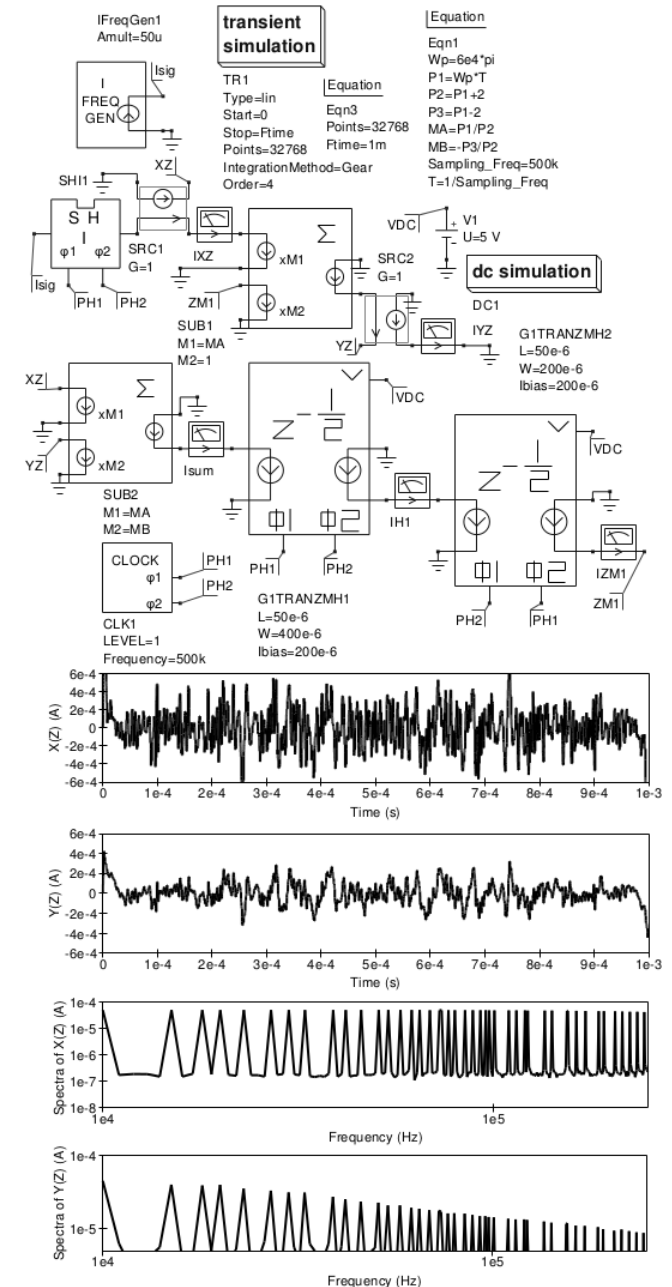 IFreqGen1
Amult=50u
transient
simulation
Equation
Eqn1
Wp=6e4*pi
P1=Wp*T
P2=P1+2
P3=P1-2
MA=P1/P2
MB=-P3/P2
Sampling_Freq=500k
T=1/Sampling_Freq
I
FREQ
GEN
Isig
TR1
Type=lin
Start=0
Stop=Ftime
Points=32768
IntegrationMethod=Gear
Order=4
Equation
Eqn3
Points=32768
Ftime=1m
SHI1
XZ
S H
I
φ1 φ2
Isig
PH1
PH2
SRC1
G=1
IXZ
Σ
xM1
xM2
ZM1
SUB1
M1=MA
M2=1
SRC2
G=1
VDC
V1
U=5 V
dc simulation
DC1
YZ
IYZ
G1TRANZMH2
L=50e-6
W=200e-6
Ibias=200e-6
XZ
YZ
Σ
xM1
xM2
SUB2
M1=MA
M2=MB
Isum
Z -1/2
VDC
Φ1 Φ2
PH1
PH2
IH1
Z -1/2
VDC
Φ1 Φ2
PH2
PH1
IZM1
ZM1
CLOCK
φ1
φ2
PH1
PH2
CLK1
LEVEL=1
Frequency=500k
G1TRANZMH1
L=50e-6
W=400e-6
Ibias=200e-6
X(Z) (A)
6e-4
4e-4
2e-4
0
-2e-4
-4e-4
-6e-4
0 1e-4 2e-4 3e-4 4e-4 5e-4 6e-4 7e-4 8e-4 9e-4 1e-3
Time (s)
Y(Z) (A)
6e-4
4e-4
2e-4
0
-2e-4
-4e-4
-6e-4
0 1e-4 2e-4 3e-4 4e-4 5e-4 6e-4 7e-4 8e-4 9e-4 1e-3
Time (s)
Spectra of X(Z) (A)
1e-4
1e-5
1e-6
1e-7
1e-8
1e4 1e5
Frequency (Hz)
Spectra of Y(Z) (A)
1e-4
1e-5
1e4 1e5
Frequency (Hz)